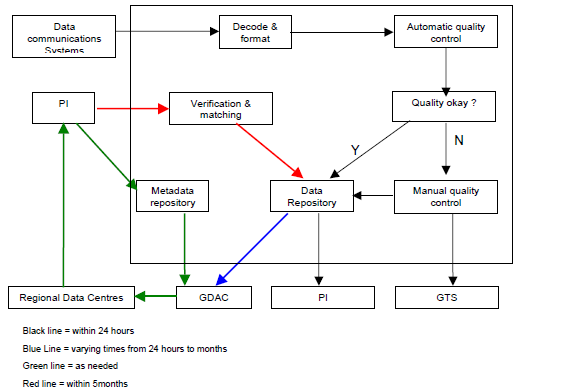 Data
communications
Systems
Decode &
format
Automatic quality
control
PI
Verification &
matching
Quality okay ?
Y
N
Metadata
repository
Data
Repository
Manual quality
control
Regional Data Centres
GDAC
PI
GTS
Black line = within 24 hours
Blue Line = varying times from 24 hours to months
Green line = as needed
Red line = within 5months